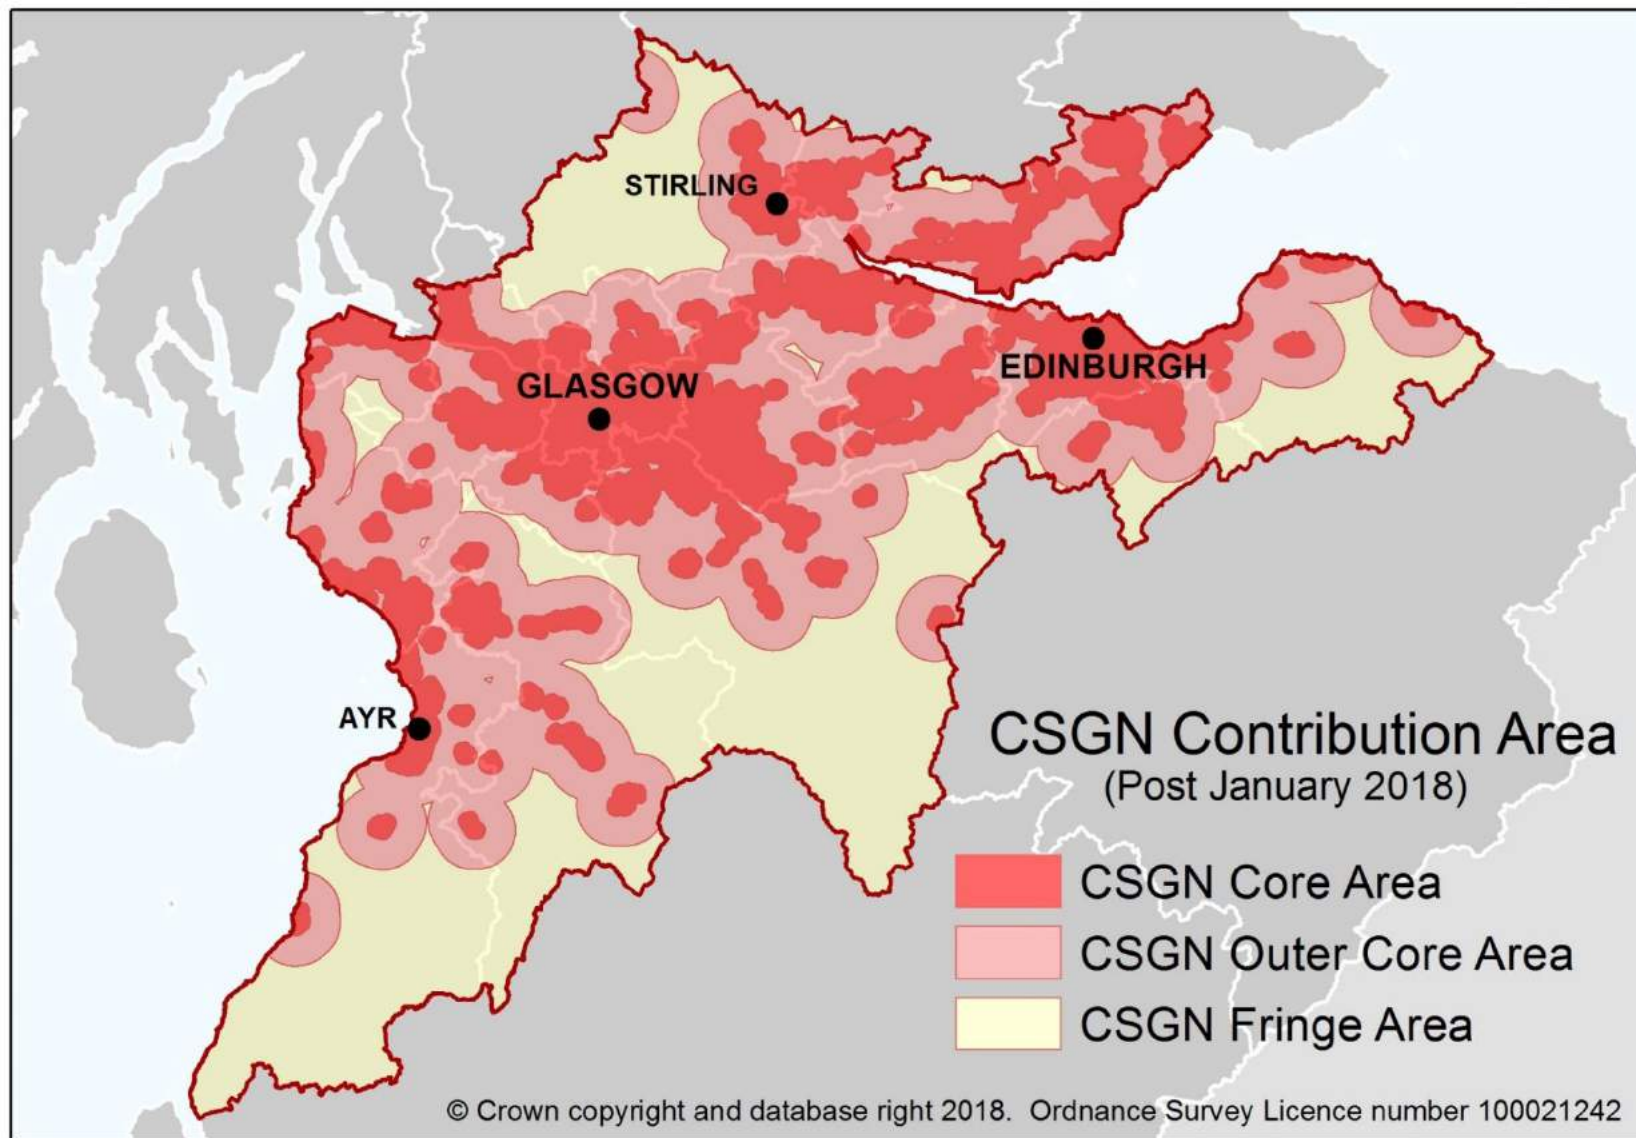 STIRLING
EDINBURGH
GLASGOW
AYR
CSGN Contribution Area
(Post January 2018)
CSGN Core Area
CSGN Outer Core Area
CSGN Fringe Area
© Crown copyright and database right 2018. Ordnance Survey Licence number 100021242